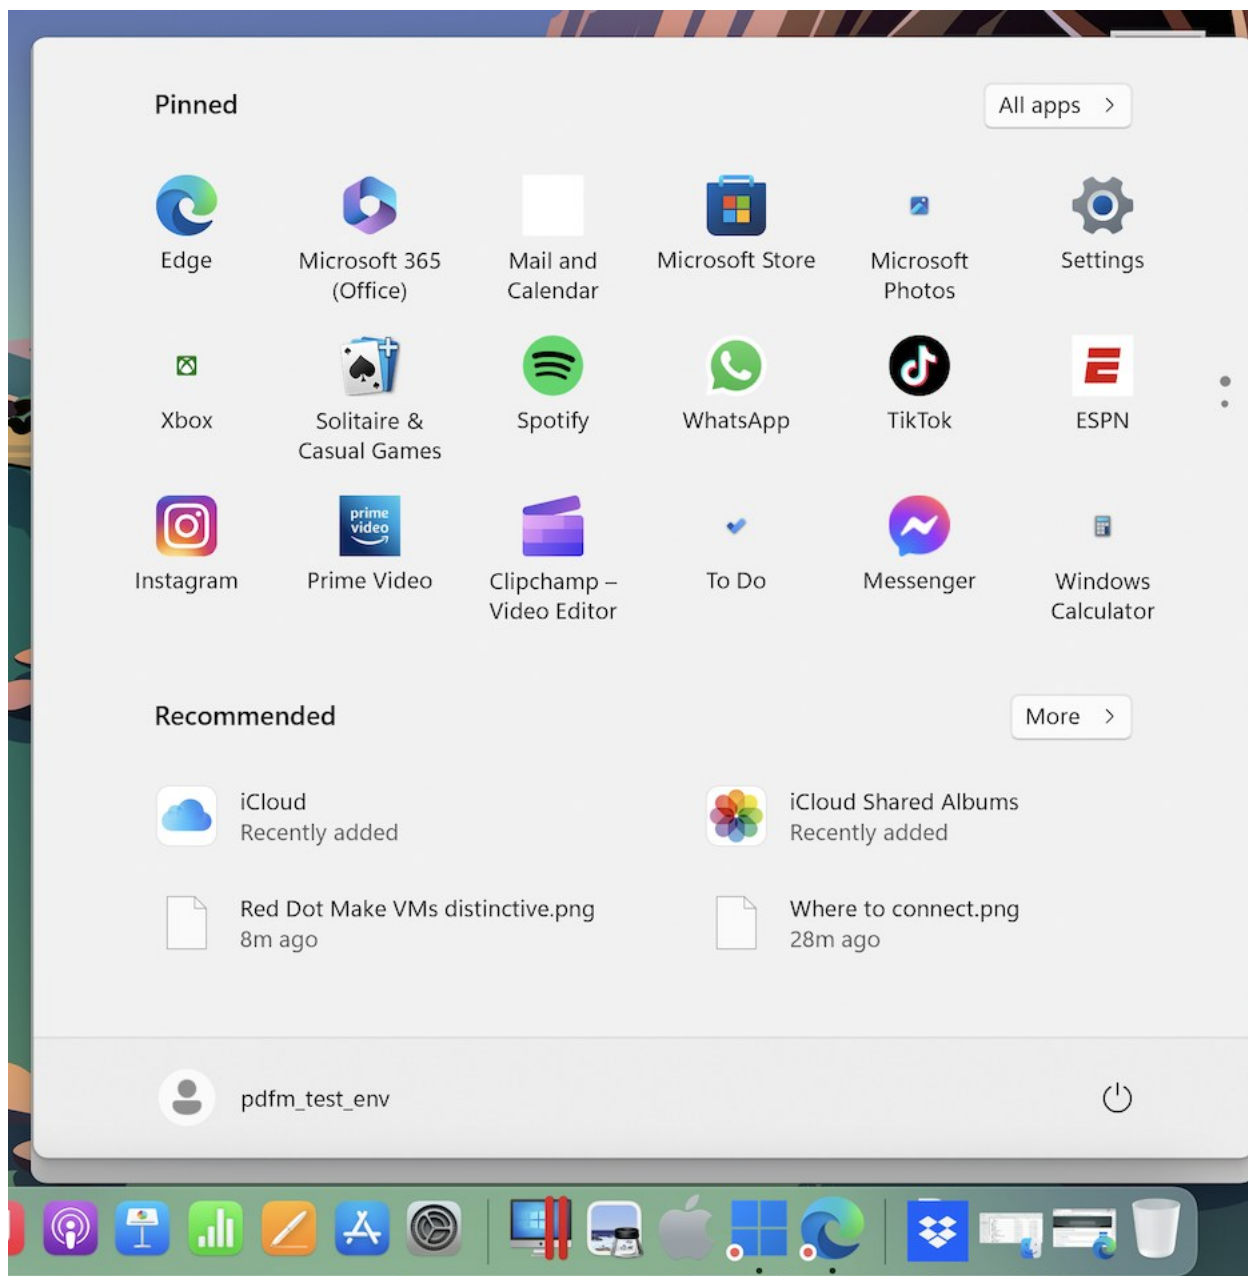 Pinned
All apps
Edge
Microsoft 365
(Office)
Mail and
Calendar
Microsoft Store
Microsoft
Photos
Settings
Xbox
Solitaire &
Casual Games
Spotify
WhatsApp
TikTok
ESPN
prime
video
Instagram
Prime Video
Clipchamp –
Video Editor
To Do
Messenger
Windows
Calculator
Recommended
More
iCloud
Recently added
iCloud Shared Albums
Recently added
Red Dot Make VMs distinctive.png
8m ago
Where to connect.png
28m ago
pdfm_test_env